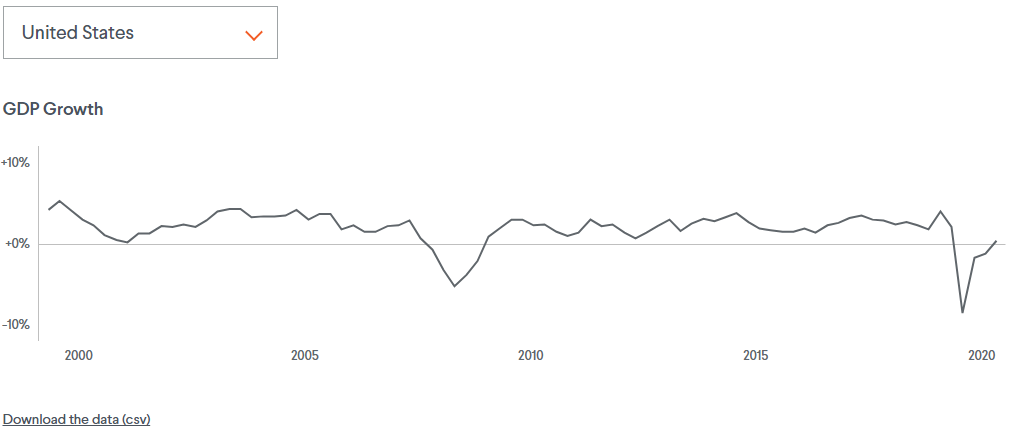 United States
GDP Growth
+10%
+0%
-10%
2000 2005 2010 2015 2020
Download the data (csv)